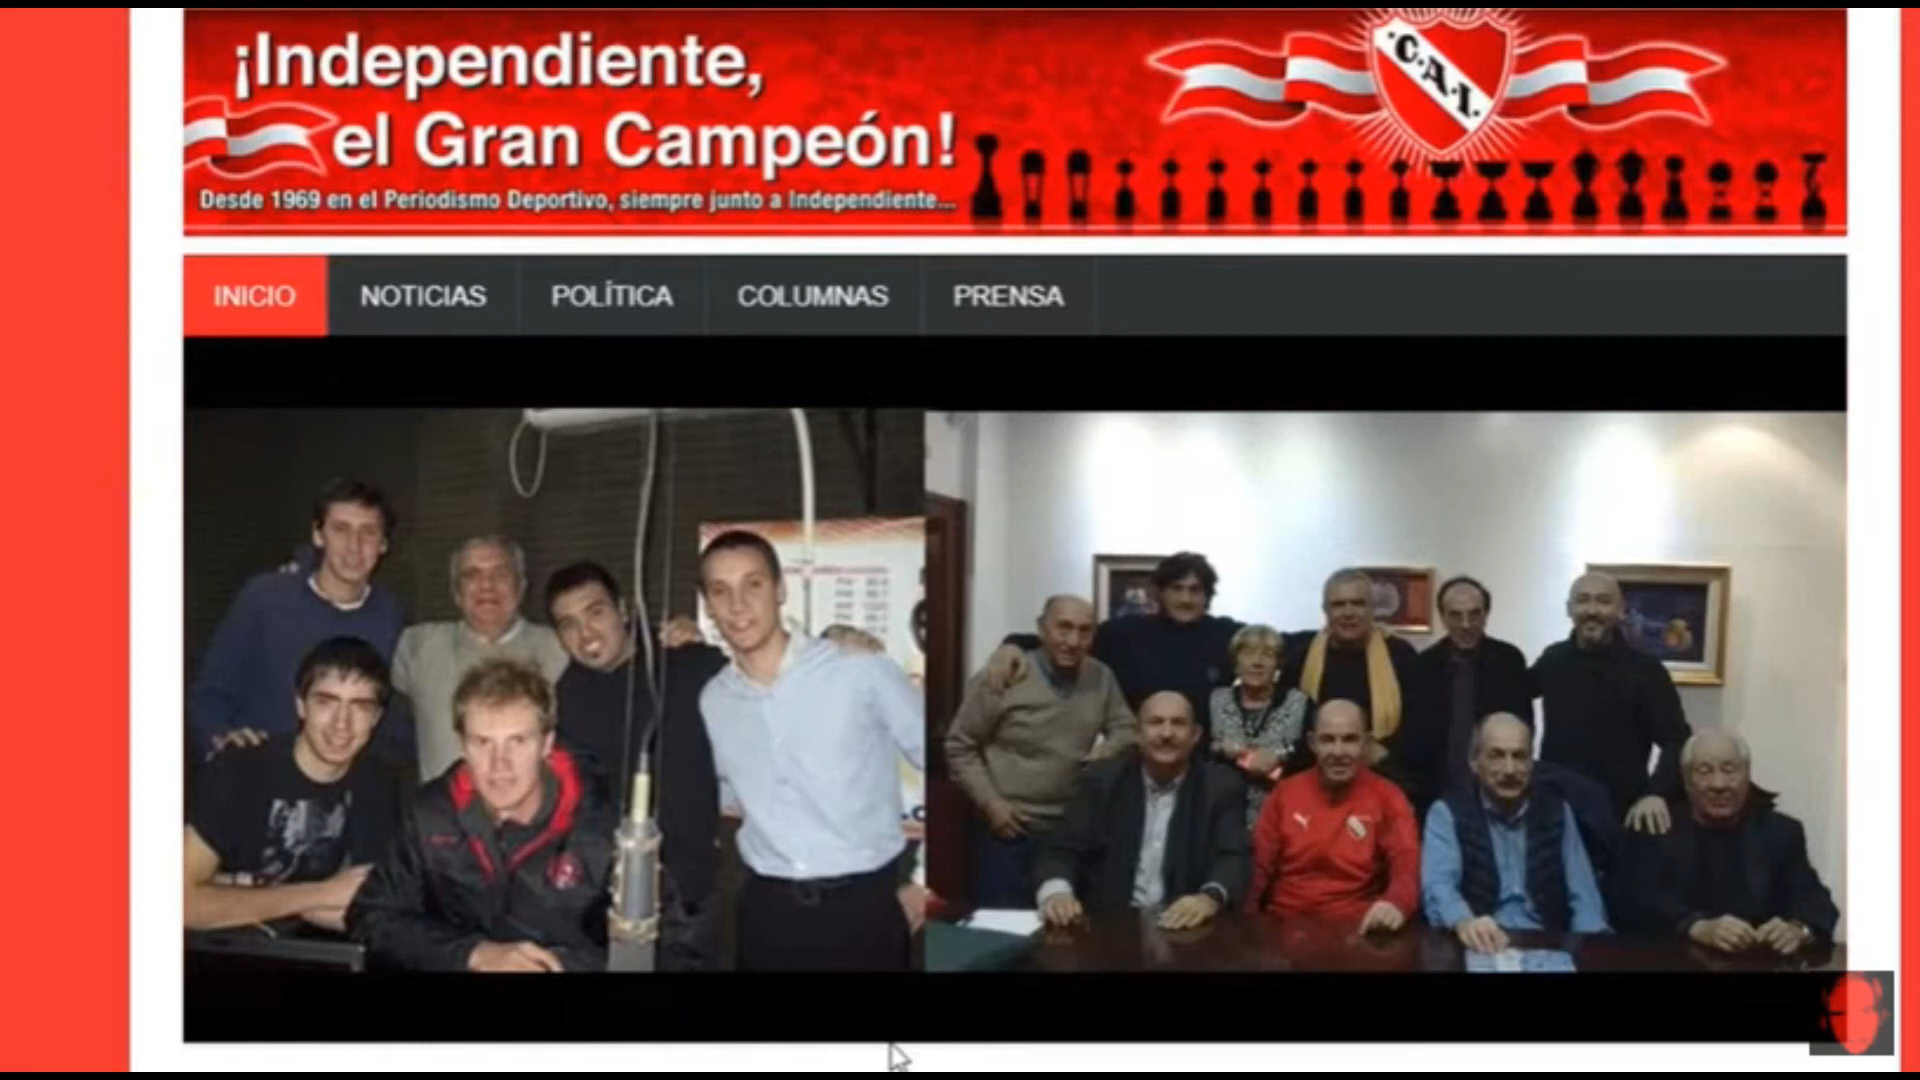 ¡Independiente,
el Gran Campeón!
Desde 1969 en el Periodismo Deportivo, siempre junto a Independiente...
C.A.I.
INICIO
NOTICIAS
POLÍTICA
COLUMNAS
PRENSA